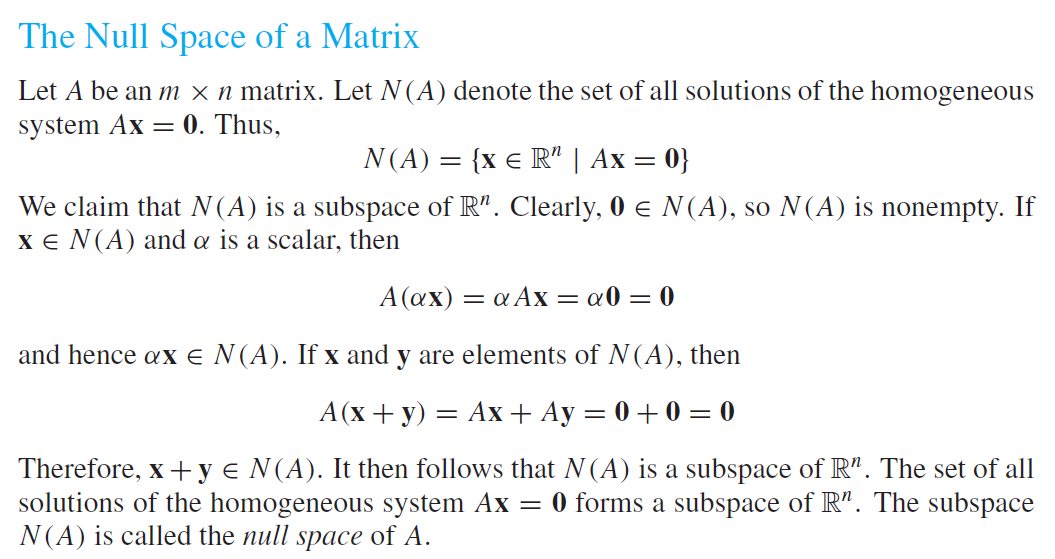 The Null Space of a Matrix
Let A be an m × n matrix. Let N(A) denote the set of all solutions of the homogeneous
system Ax = 0. Thus,
N(A) = {x ∈ ℝⁿ | Ax = 0}
We claim that N(A) is a subspace of ℝⁿ. Clearly, 0 ∈ N(A), so N(A) is nonempty. If
x ∈ N(A) and α is a scalar, then
A(αx) = αAx = α0 = 0
and hence αx ∈ N(A). If x and y are elements of N(A), then
A(x + y) = Ax + Ay = 0 + 0 = 0
Therefore, x + y ∈ N(A). It then follows that N(A) is a subspace of ℝⁿ. The set of all
solutions of the homogeneous system Ax = 0 forms a subspace of ℝⁿ. The subspace
N(A) is called the null space of A.